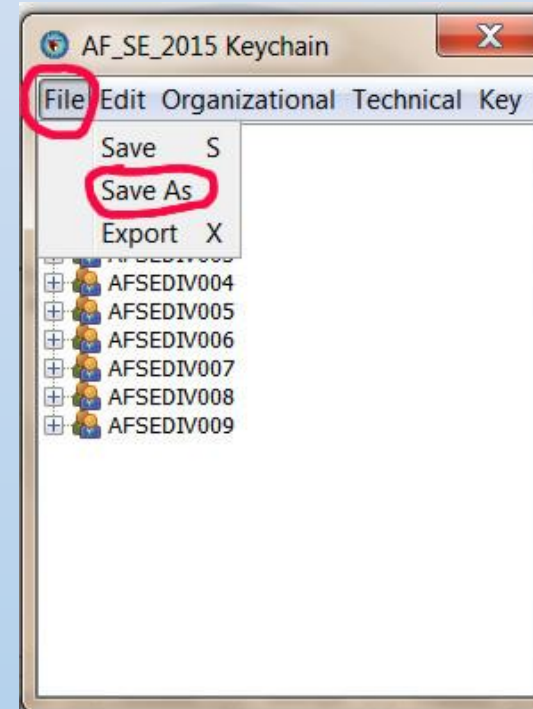 AF_SE_2015 Keychain
X
File Edit Organizational Technical Key
Save S
Save As
Export X
AFSEDIV004
AFSEDIV005
AFSEDIV006
AFSEDIV007
AFSEDIV008
AFSEDIV009